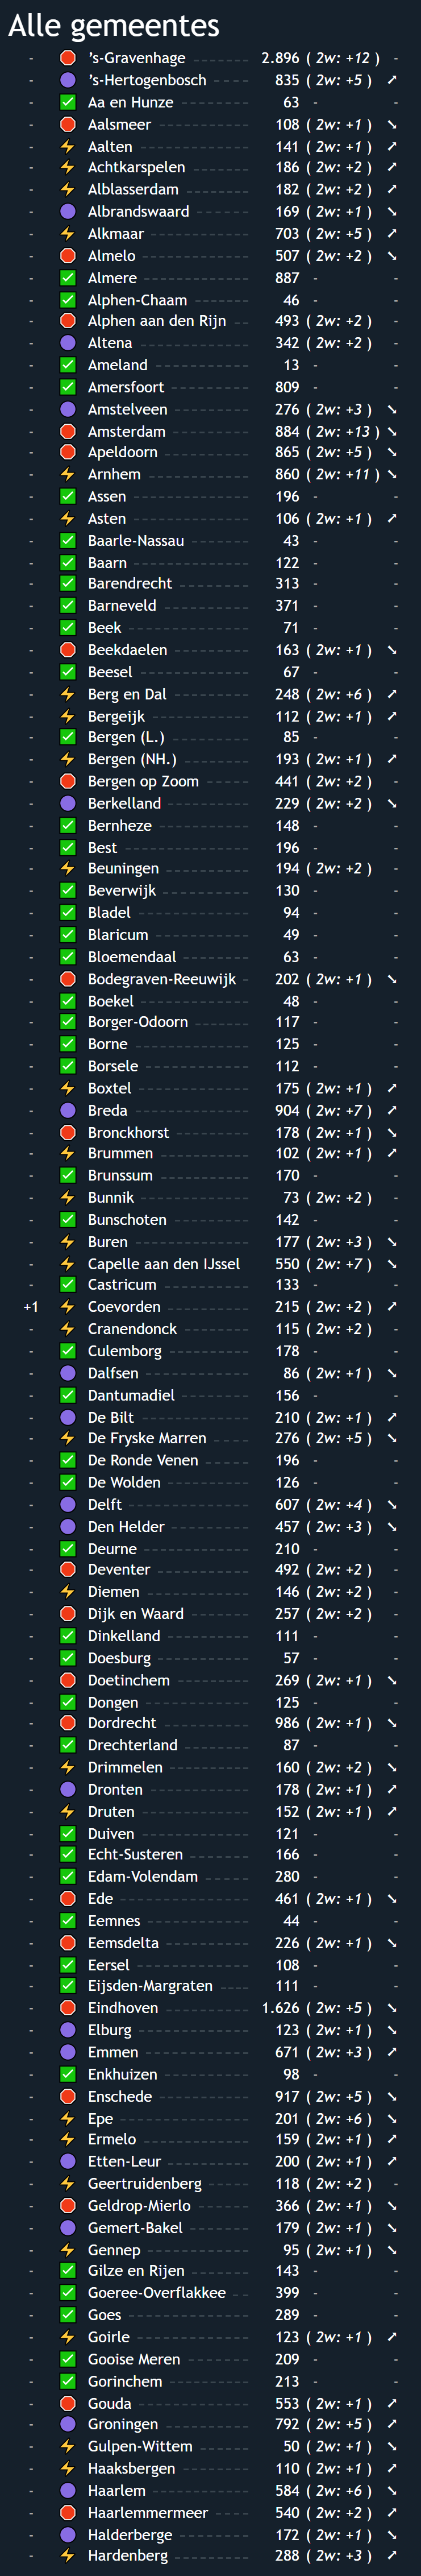 Alle gemeentes
- 's-Gravenhage 2.896 ( 2w: +12 ) -
- 's-Hertogenbosch 835 ( 2w: +5 ) ➚
- Aa en Hunze 63 - -
- Aalsmeer 108 ( 2w: +1 ) ➘
- Aalten 141 ( 2w: +1 ) ➚
- Achtkarspelen 186 ( 2w: +2 ) ➚
- Alblasserdam 182 ( 2w: +2 ) ➚
- Albrandswaard 169 ( 2w: +1 ) ➘
- Alkmaar 703 ( 2w: +5 ) ➚
- Almelo 507 ( 2w: +2 ) ➘
- Almere 887 - -
- Alphen-Chaam 46 - -
- Alphen aan den Rijn 493 ( 2w: +2 ) -
- Altena 342 ( 2w: +2 ) -
- Ameland 13 - -
- Amersfoort 809 - -
- Amstelveen 276 ( 2w: +3 ) ➘
- Amsterdam 884 ( 2w: +13 ) ➘
- Apeldoorn 865 ( 2w: +5 ) ➘
- Arnhem 860 ( 2w: +11 ) ➘
- Assen 196 - -
- Asten 106 ( 2w: +1 ) ➚
- Baarle-Nassau 43 - -
- Baarn 122 - -
- Barendrecht 313 - -
- Barneveld 371 - -
- Beek 71 - -
- Beekdaelen 163 ( 2w: +1 ) ➘
- Beesel 67 - -
- Berg en Dal 248 ( 2w: +6 ) ➚
- Bergeijk 112 ( 2w: +1 ) ➚
- Bergen (L.) 85 - -
- Bergen (NH.) 193 ( 2w: +1 ) ➚
- Bergen op Zoom 441 ( 2w: +2 ) -
- Berkelland 229 ( 2w: +2 ) ➘
- Bernheze 148 - -
- Best 196 - -
- Beuningen 194 ( 2w: +2 ) -
- Beverwijk 130 - -
- Bladel 94 - -
- Blaricum 49 - -
- Bloemendaal 63 - -
- Bodegraven-Reeuwijk 202 ( 2w: +1 ) ➘
- Boekel 48 - -
- Borger-Odoorn 117 - -
- Borne 125 - -
- Borsele 112 - -
- Boxtel 175 ( 2w: +1 ) ➚
- Breda 904 ( 2w: +7 ) ➚
- Bronckhorst 178 ( 2w: +1 ) ➘
- Brummen 102 ( 2w: +1 ) ➚
- Brunssum 170 - -
- Bunnik 73 ( 2w: +2 ) -
- Bunschoten 142 - -
- Buren 177 ( 2w: +3 ) ➘
- Capelle aan den IJssel 550 ( 2w: +7 ) ➘
- Castricum 133 - -
+1 Coevorden 215 ( 2w: +2 ) ➚
- Cranendonck 115 ( 2w: +2 ) -
- Culemborg 178 - -
- Dalfsen 86 ( 2w: +1 ) ➘
- Dantumadiel 156 - -
- De Bilt 210 ( 2w: +1 ) ➚
- De Fryske Marren 276 ( 2w: +5 ) ➘
- De Ronde Venen 196 - -
- De Wolden 126 - -
- Delft 607 ( 2w: +4 ) ➘
- Den Helder 457 ( 2w: +3 ) ➘
- Deurne 210 - -
- Deventer 492 ( 2w: +2 ) -
- Diemen 146 ( 2w: +2 ) -
- Dijk en Waard 257 ( 2w: +2 ) -
- Dinkelland 111 - -
- Doesburg 57 - -
- Doetinchem 269 ( 2w: +1 ) ➘
- Dongen 125 - -
- Dordrecht 986 ( 2w: +1 ) ➘
- Drechterland 87 - -
- Drimmelen 160 ( 2w: +2 ) ➘
- Dronten 178 ( 2w: +1 ) ➚
- Druten 152 ( 2w: +1 ) ➚
- Duiven 121 - -
- Echt-Susteren 166 - -
- Edam-Volendam 280 - -
- Ede 461 ( 2w: +1 ) ➘
- Eemnes 44 - -
- Eemsdelta 226 ( 2w: +1 ) ➘
- Eersel 108 - -
- Eijsden-Margraten 111 - -
- Eindhoven 1.626 ( 2w: +5 ) ➘
- Elburg 123 ( 2w: +1 ) ➘
- Emmen 671 ( 2w: +3 ) ➚
- Enkhuizen 98 - -
- Enschede 917 ( 2w: +5 ) ➘
- Epe 201 ( 2w: +6 ) ➘
- Ermelo 159 ( 2w: +1 ) ➚
- Etten-Leur 200 ( 2w: +1 ) ➚
- Geertruidenberg 118 ( 2w: +2 ) -
- Geldrop-Mierlo 366 ( 2w: +1 ) ➘
- Gemert-Bakel 179 ( 2w: +1 ) ➘
- Gennep 95 ( 2w: +1 ) ➘
- Gilze en Rijen 143 - -
- Goeree-Overflakkee 399 - -
- Goes 289 - -
- Goirle 123 ( 2w: +1 ) ➚
- Gooise Meren 209 - -
- Gorinchem 213 - -
- Gouda 553 ( 2w: +1 ) ➚
- Groningen 792 ( 2w: +5 ) ➚
- Gulpen-Wittem 50 ( 2w: +1 ) ➘
- Haaksbergen 110 ( 2w: +1 ) ➚
- Haarlem 584 ( 2w: +6 ) ➘
- Haarlemmermeer 540 ( 2w: +2 ) ➚
- Halderberge 172 ( 2w: +1 ) ➘
- Hardenberg 288 ( 2w: +3 ) ➚